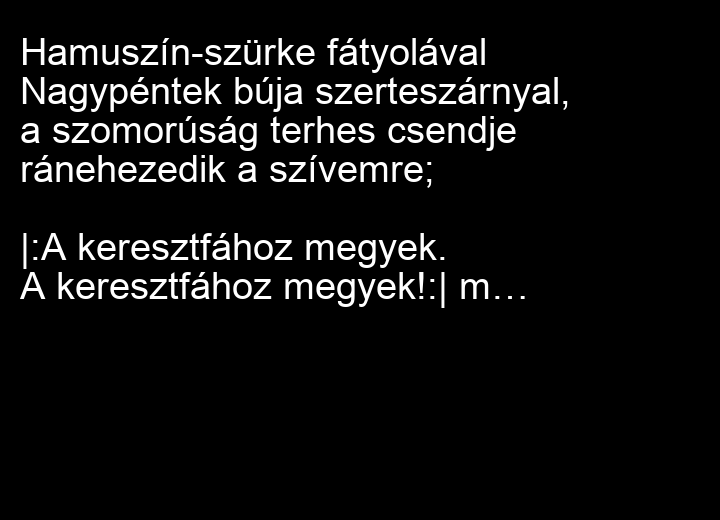 Hamuszín-szürke fátyolával
Nagypéntek búja szerteszárnyal,
a szomorúság terhes csendje
ránehezedik a szívemre;
|:A keresztfához megyek.
A keresztfához megyek!:| m…